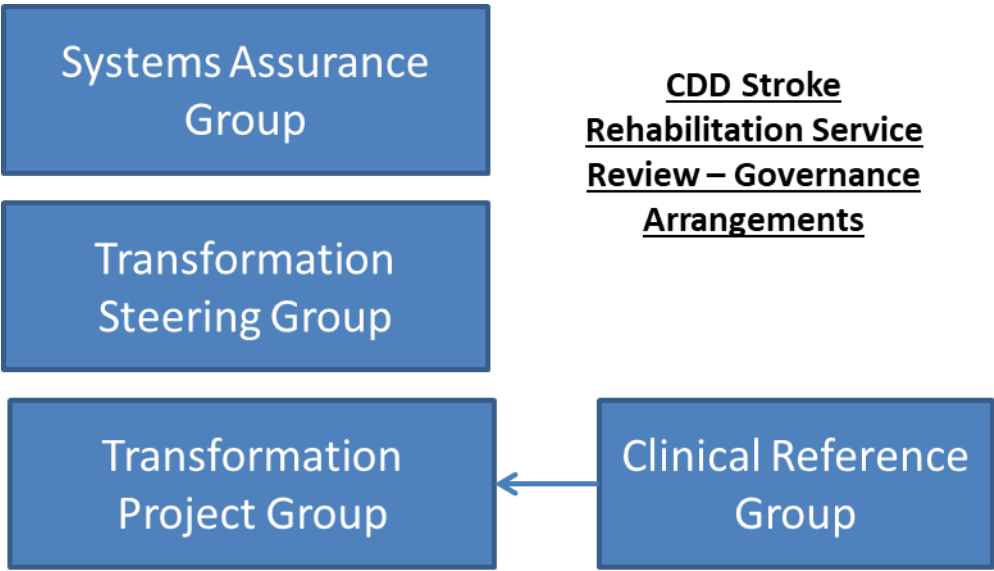 Systems Assurance
Group
CDD Stroke
Rehabilitation Service
Review – Governance
Arrangements
Transformation
Steering Group
Transformation
Project Group
Clinical Reference
Group